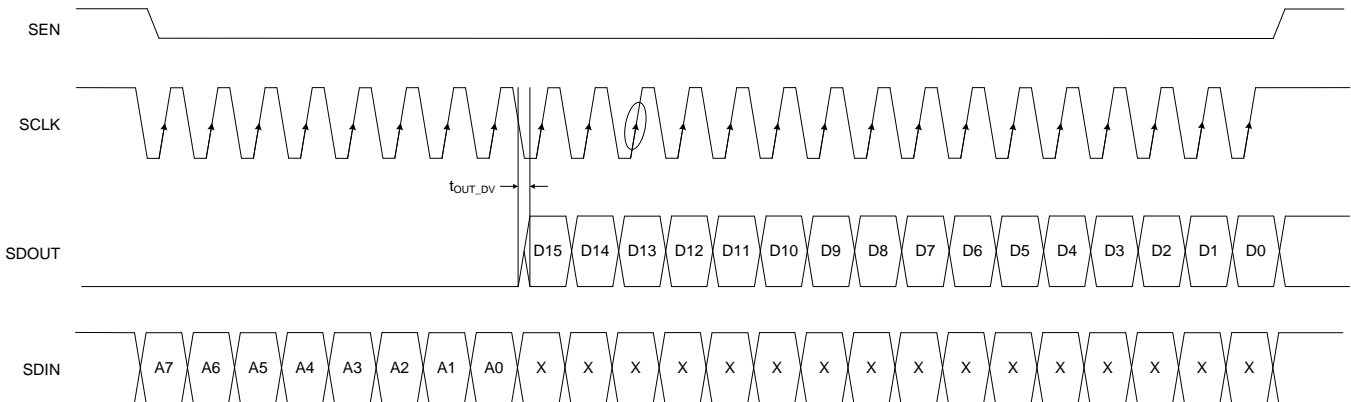 SEN
SCLK
tOUT_DV
SDOUT
D15 D14 D13 D12 D11 D10 D9 D8 D7 D6 D5 D4 D3 D2 D1 D0
SDIN
A7 A6 A5 A4 A3 A2 A1 A0 X X X X X X X X X X X X X X X X